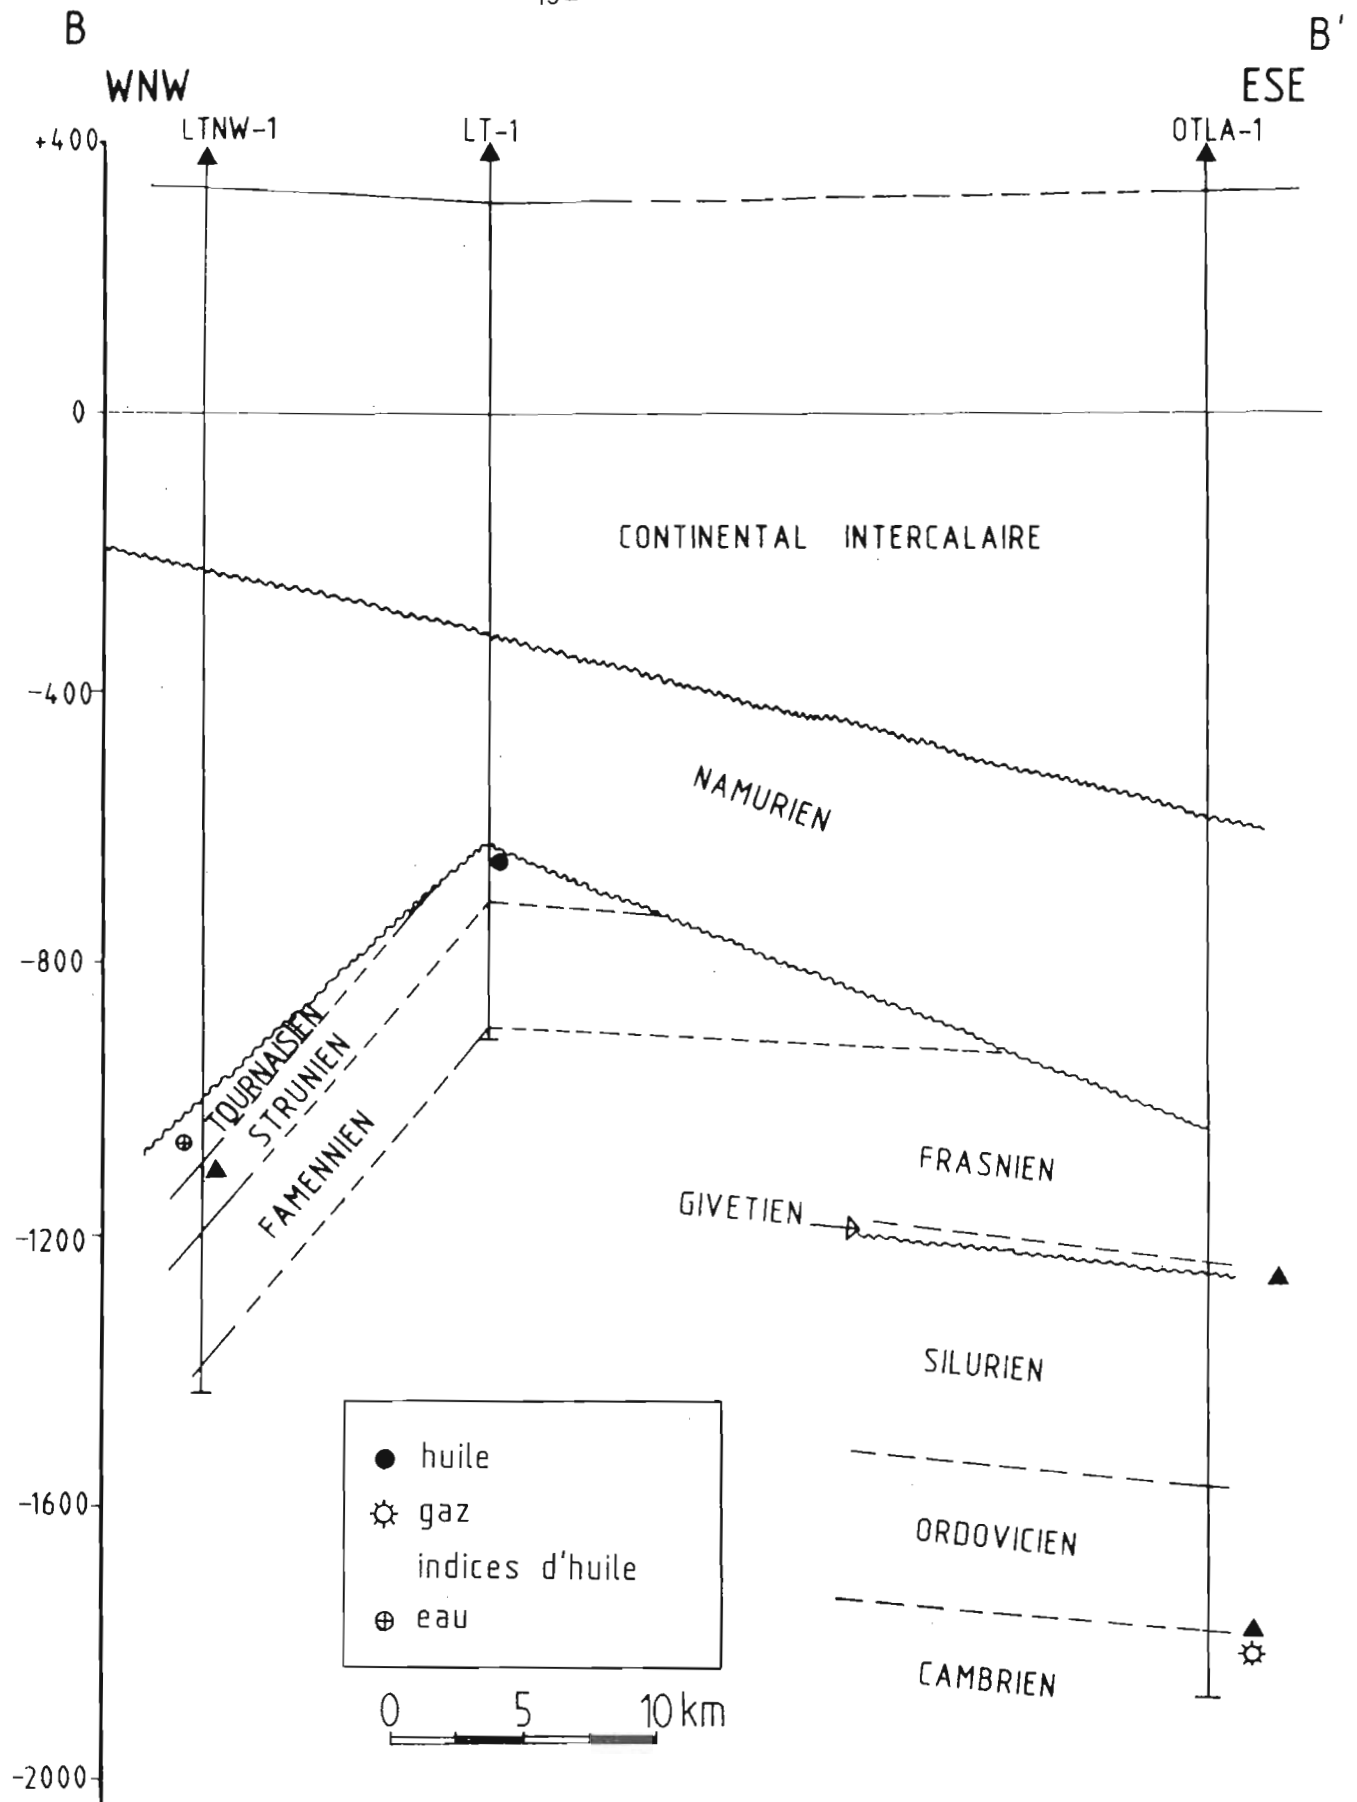 B
B'
WNW
ESE
LTNW-1
LT-1
OTLA-1
+400
0
CONTINENTAL INTERCALAIRE
-400
NAMURIEN
-800
TOURNAISIEN
STRUNIEN
FAMENNIEN
FRASNIEN
GIVETIEN
-1200
SILURIEN
huile
gaz
indices d'huile
eau
-1600
ORDOVICIEN
CAMBRIEN
0 5 10 km
-2000